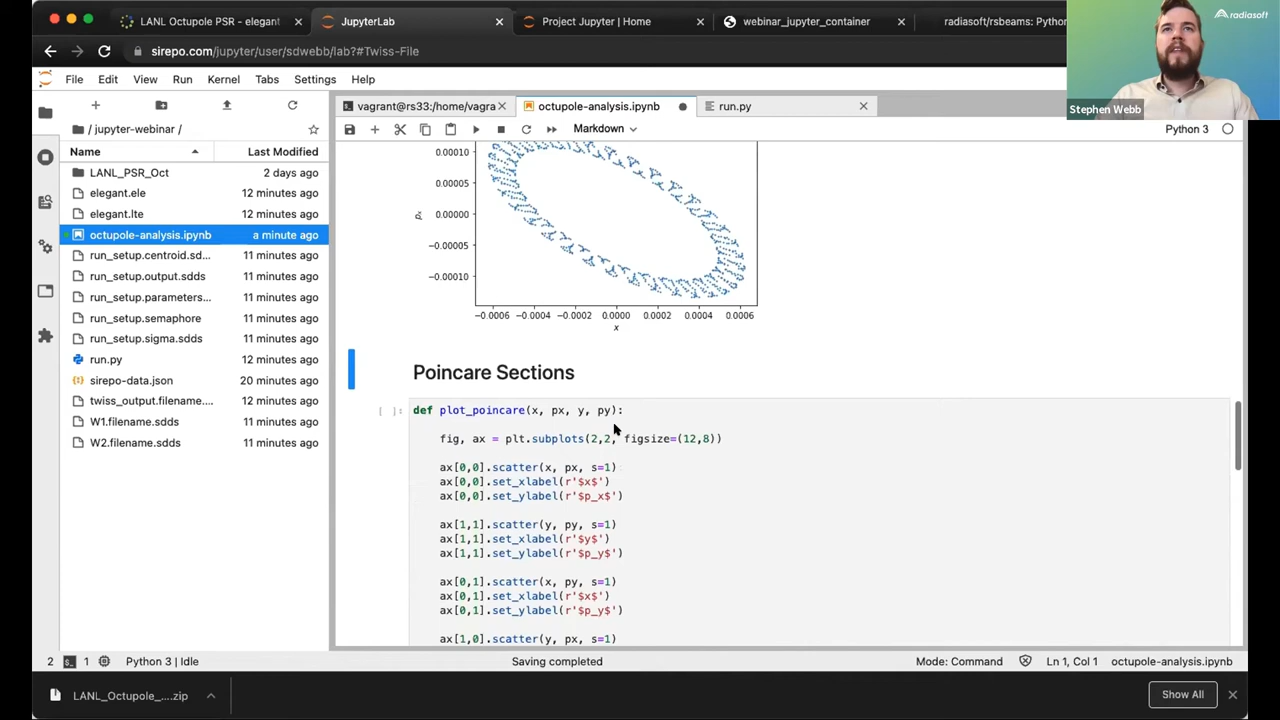 LANL Octupole PSR - elegant
JupyterLab
Project Jupyter | Home
webinar_jupyter_container
radiasoft/rsbeams: Python
radiasoft
Stephen Webb
sirepo.com/jupyter/user/sdwebb/lab?#Twiss-File
File Edit View Run Kernel Tabs Settings Help
vagrant@rs33:/home/vagra
octupole-analysis.ipynb
run.py
/ jupyter-webinar /
Markdown
Python 3
Name Last Modified
LANL_PSR_Oct 2 days ago
elegant.ele 12 minutes ago
elegant.lte 12 minutes ago
octupole-analysis.ipynb a minute ago
run_setup.centroid.sd... 11 minutes ago
run_setup.output.sdds 11 minutes ago
run_setup.parameters... 11 minutes ago
run_setup.semaphore 11 minutes ago
run_setup.sigma.sdds 11 minutes ago
run.py 12 minutes ago
sirepo-data.json 20 minutes ago
twiss_output.filename.... 12 minutes ago
W1.filename.sdds 11 minutes ago
W2.filename.sdds 11 minutes ago
0.00010
0.00005
0.00000
−0.00005
−0.00010
−0.0006 −0.0004 −0.0002 0.0000 0.0002 0.0004 0.0006
x
Poincare Sections
[ ]: def plot_poincare(x, px, y, py):
fig, ax = plt.subplots(2,2, figsize=(12,8))
ax[0,0].scatter(x, px, s=1)
ax[0,0].set_xlabel(r'$x$')
ax[0,0].set_ylabel(r'$p_x$')
ax[1,1].scatter(y, py, s=1)
ax[1,1].set_xlabel(r'$y$')
ax[1,1].set_ylabel(r'$p_y$')
ax[0,1].scatter(x, py, s=1)
ax[0,1].set_xlabel(r'$x$')
ax[0,1].set_ylabel(r'$p_y$')
ax[1,0].scatter(y, px, s=1)
2 1 Python 3 | Idle
Saving completed
Mode: Command
Ln 1, Col 1 octupole-analysis.ipynb
LANL_Octupole_....zip
Show All